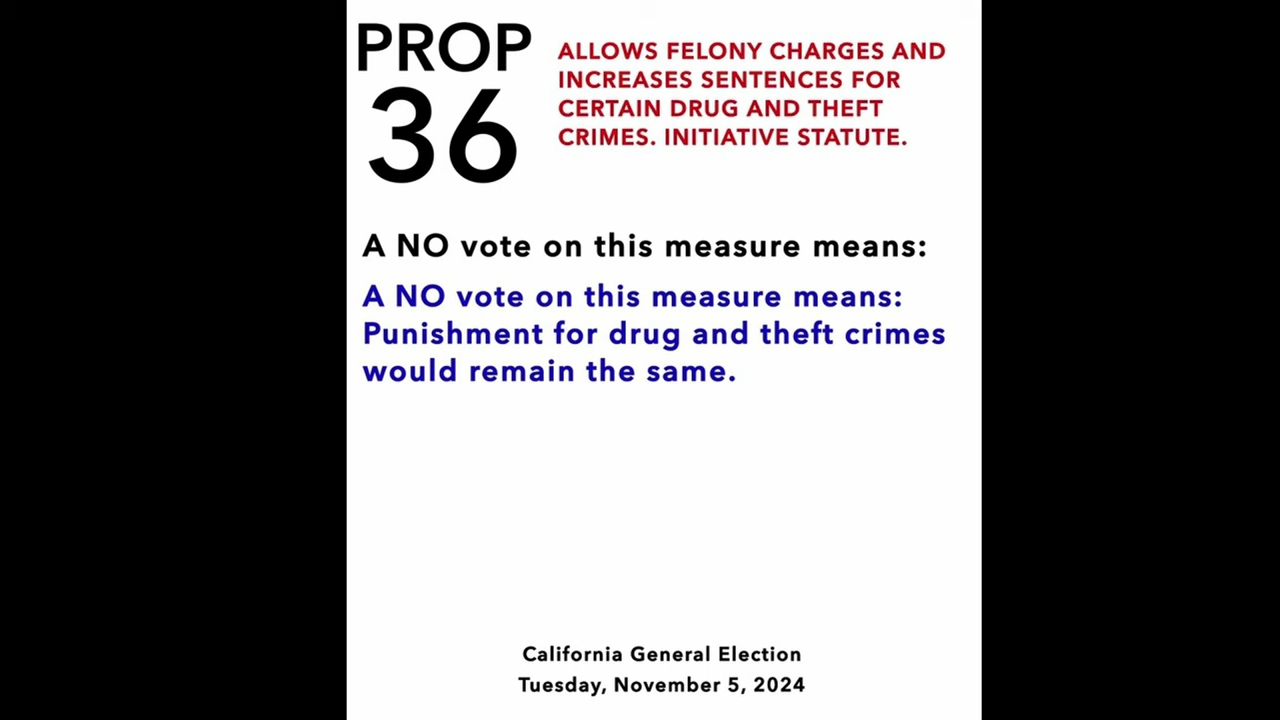 PROP
36
ALLOWS FELONY CHARGES AND
INCREASES SENTENCES FOR
CERTAIN DRUG AND THEFT
CRIMES. INITIATIVE STATUTE.
A NO vote on this measure means:
A NO vote on this measure means:
Punishment for drug and theft crimes
would remain the same.
California General Election
Tuesday, November 5, 2024